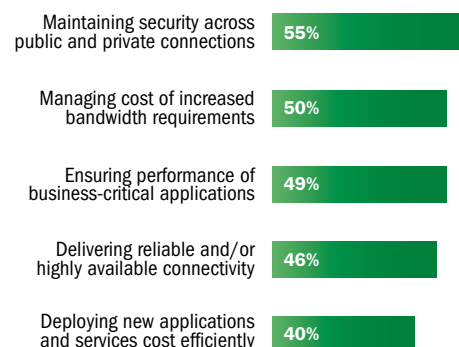 Maintaining security across
public and private connections
55%
Managing cost of increased
bandwidth requirements
50%
Ensuring performance of
business-critical applications
49%
Delivering reliable and/or
highly available connectivity
46%
Deploying new applications
and services cost efficiently
40%